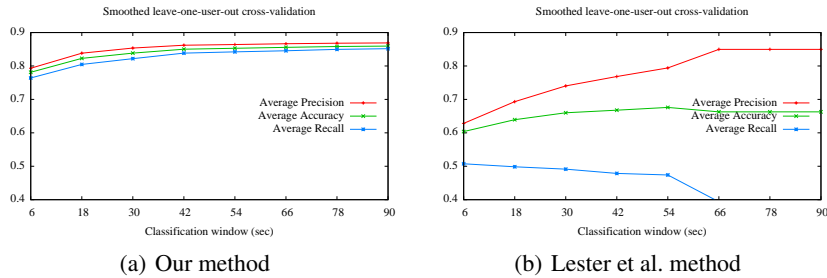 Smoothed leave-one-user-out cross-validation
0.9
0.8
0.7
0.6
0.5
0.4
Average Precision
Average Accuracy
Average Recall
6 18 30 42 54 66 78 90
Classification window (sec)
(a) Our method
Smoothed leave-one-user-out cross-validation
0.9
0.8
0.7
0.6
0.5
0.4
Average Precision
Average Accuracy
Average Recall
6 18 30 42 54 66 78 90
Classification window (sec)
(b) Lester et al. method